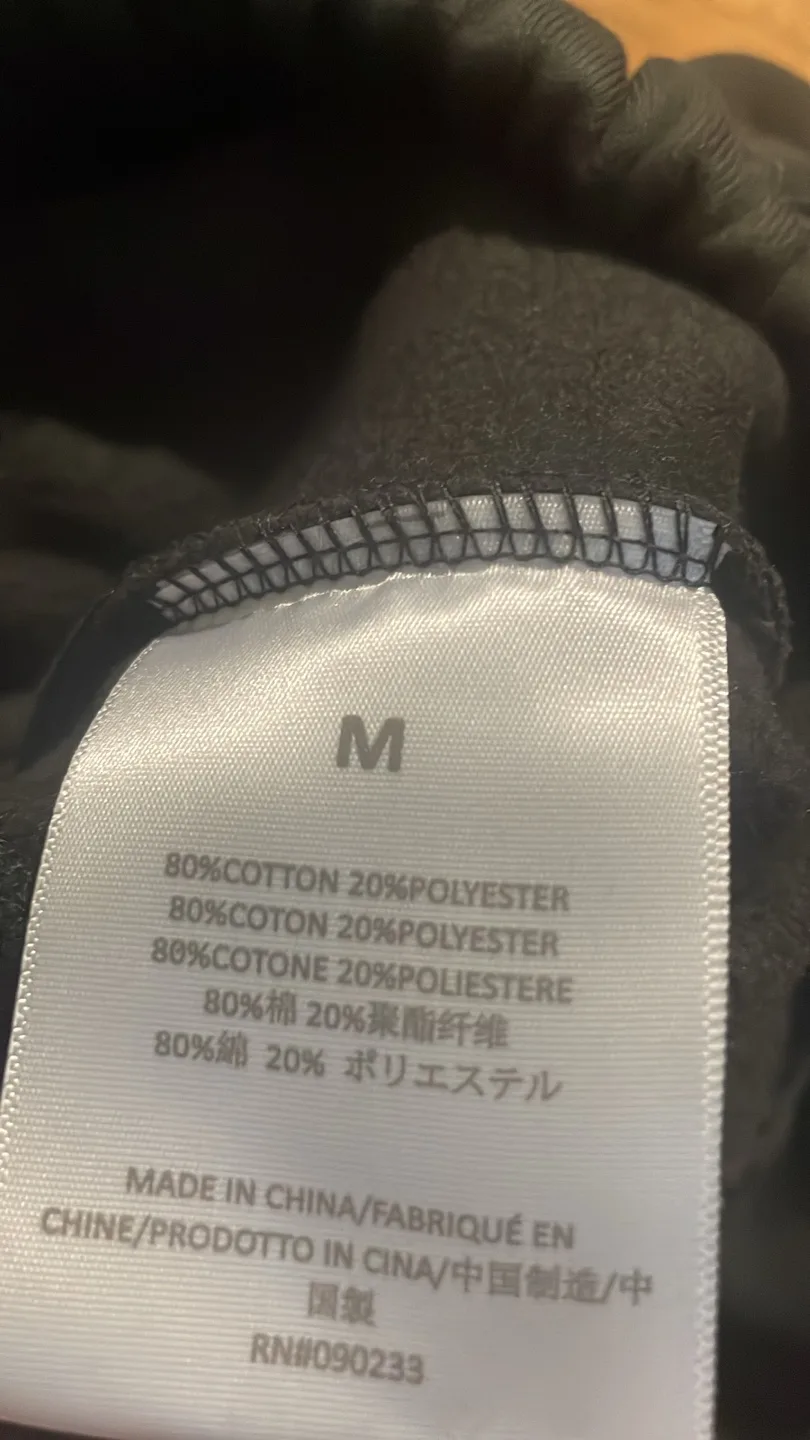 M
80%COTTON 20%POLYESTER
80%COTON 20%POLYESTER
80%COTONE 20%POLIESTERE
80%棉 20%聚酯纤维
80%綿 20% ポリエステル
MADE IN CHINA/FABRIQUÉ EN
CHINE/PRODOTTO IN CINA/中国制造/中
国製
RN#090233